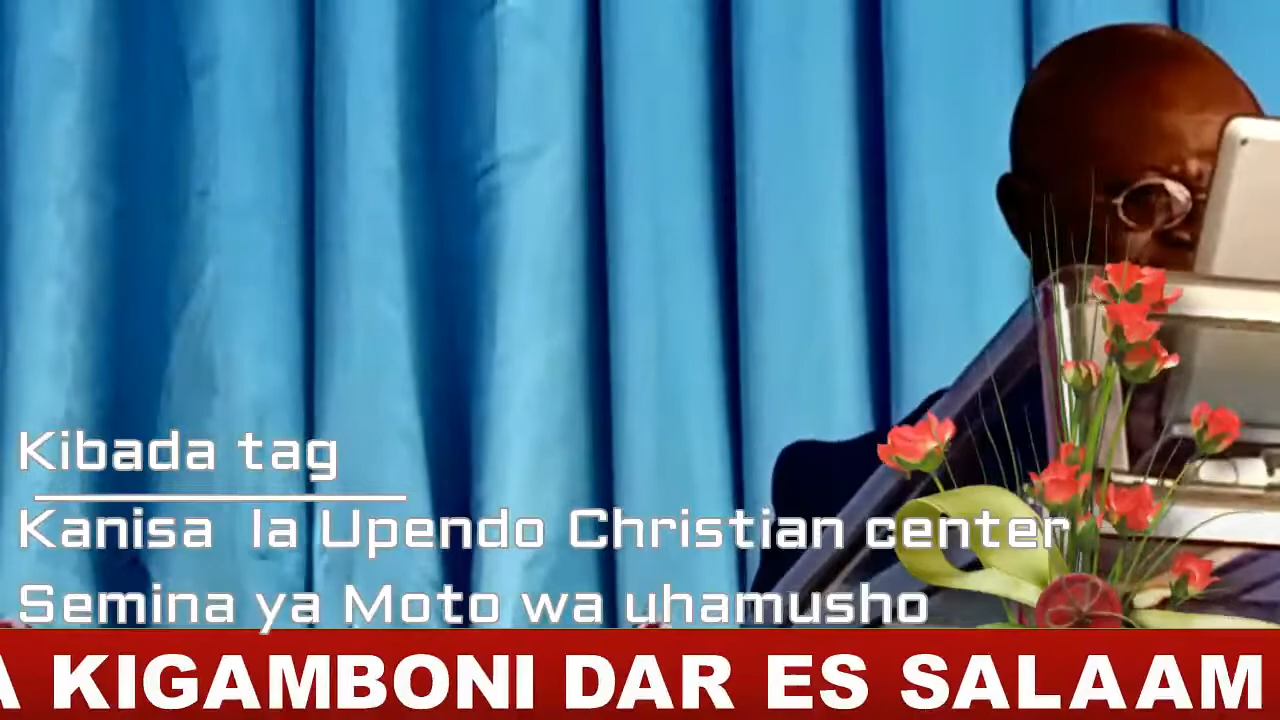 Kibada tag
Kanisa la Upendo Christian center
Semina ya Moto wa uhamusho
A KIGAMBONI DAR ES SALAAM